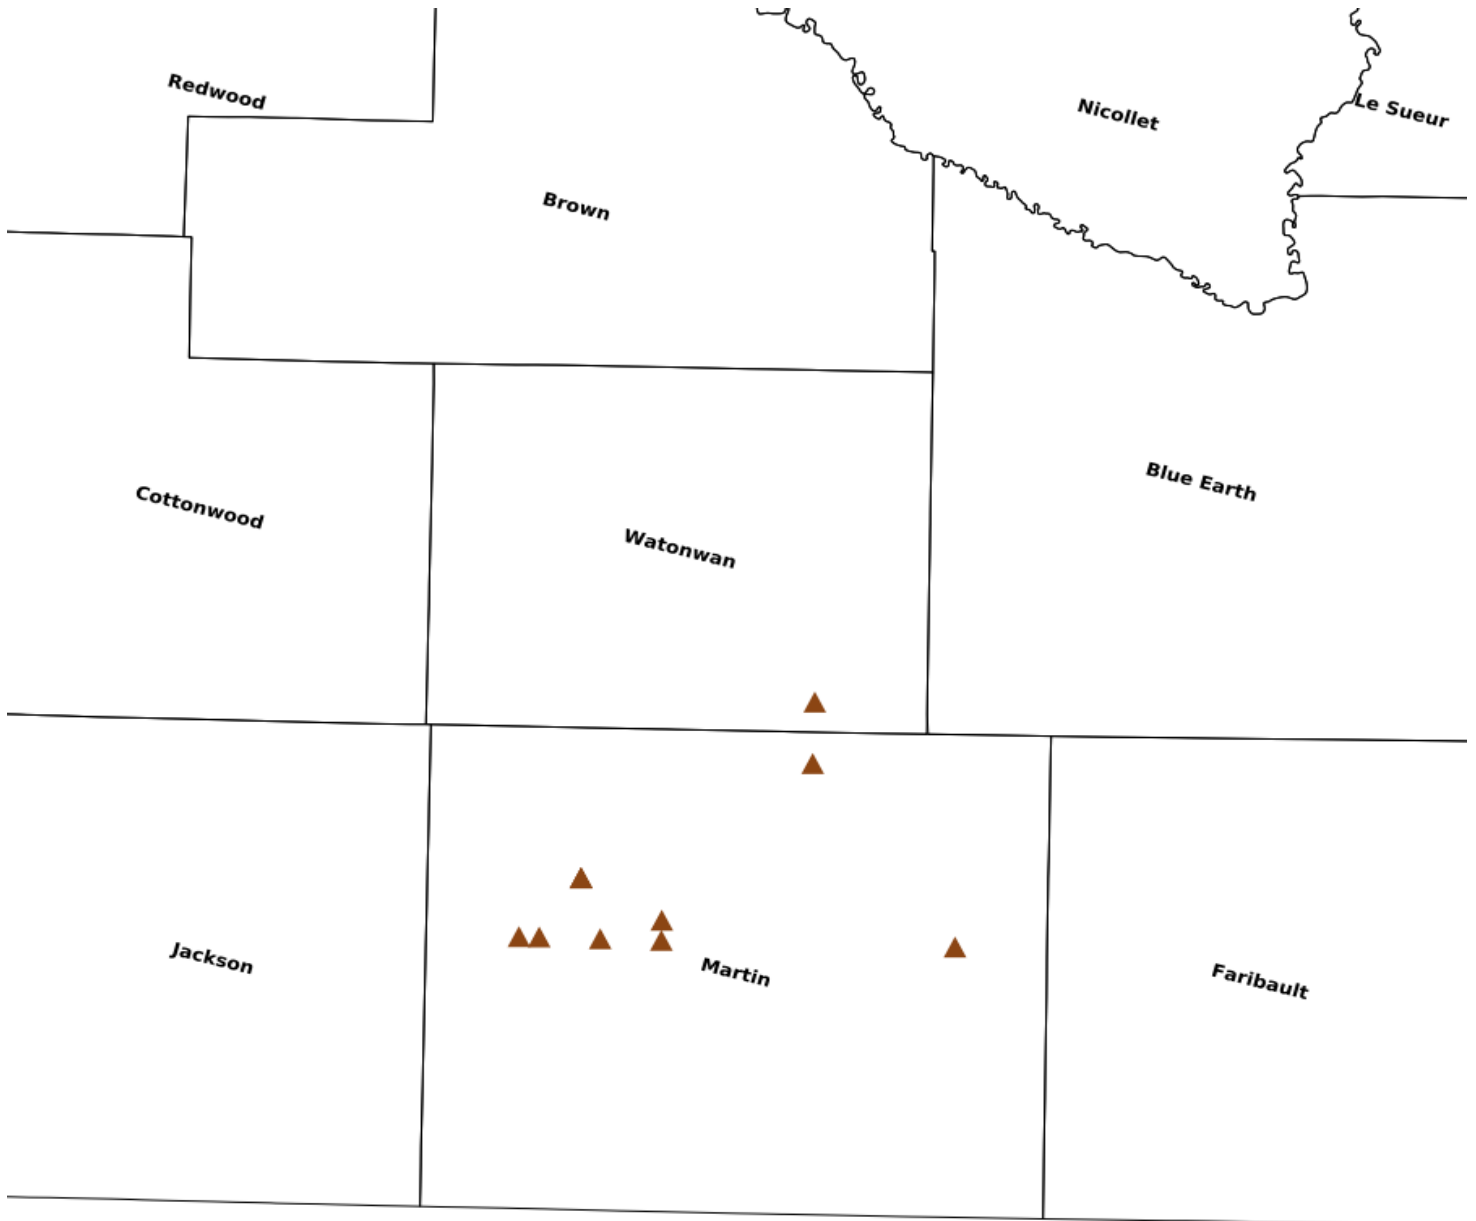 Redwood
Nicollet
Le Sueur
Brown
Blue Earth
Cottonwood
Watonwan
Jackson
Martin
Faribault